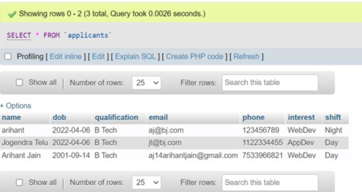 Showing rows 0 - 2 (3 total, Query took 0.0026 seconds.)
SELECT * FROM `applicants`
Profiling [ Edit inline ] [ Edit ] [ Explain SQL ] [ Create PHP code ] [ Refresh ]
Show all Number of rows: 25 Filter rows: Search this table
+ Options
name dob qualification email phone interest shift
arihant 2022-04-06 B Tech aj@bj.com 123456789 WebDev Night
Jogendra Telu 2022-04-06 B Tech jt@bj.com 1122334455 AppDev Day
Arihant Jain 2001-09-14 B Tech aj14arihantjain@gmail.com 7533966821 WebDev Day
Show all Number of rows: 25 Filter rows: Search this table